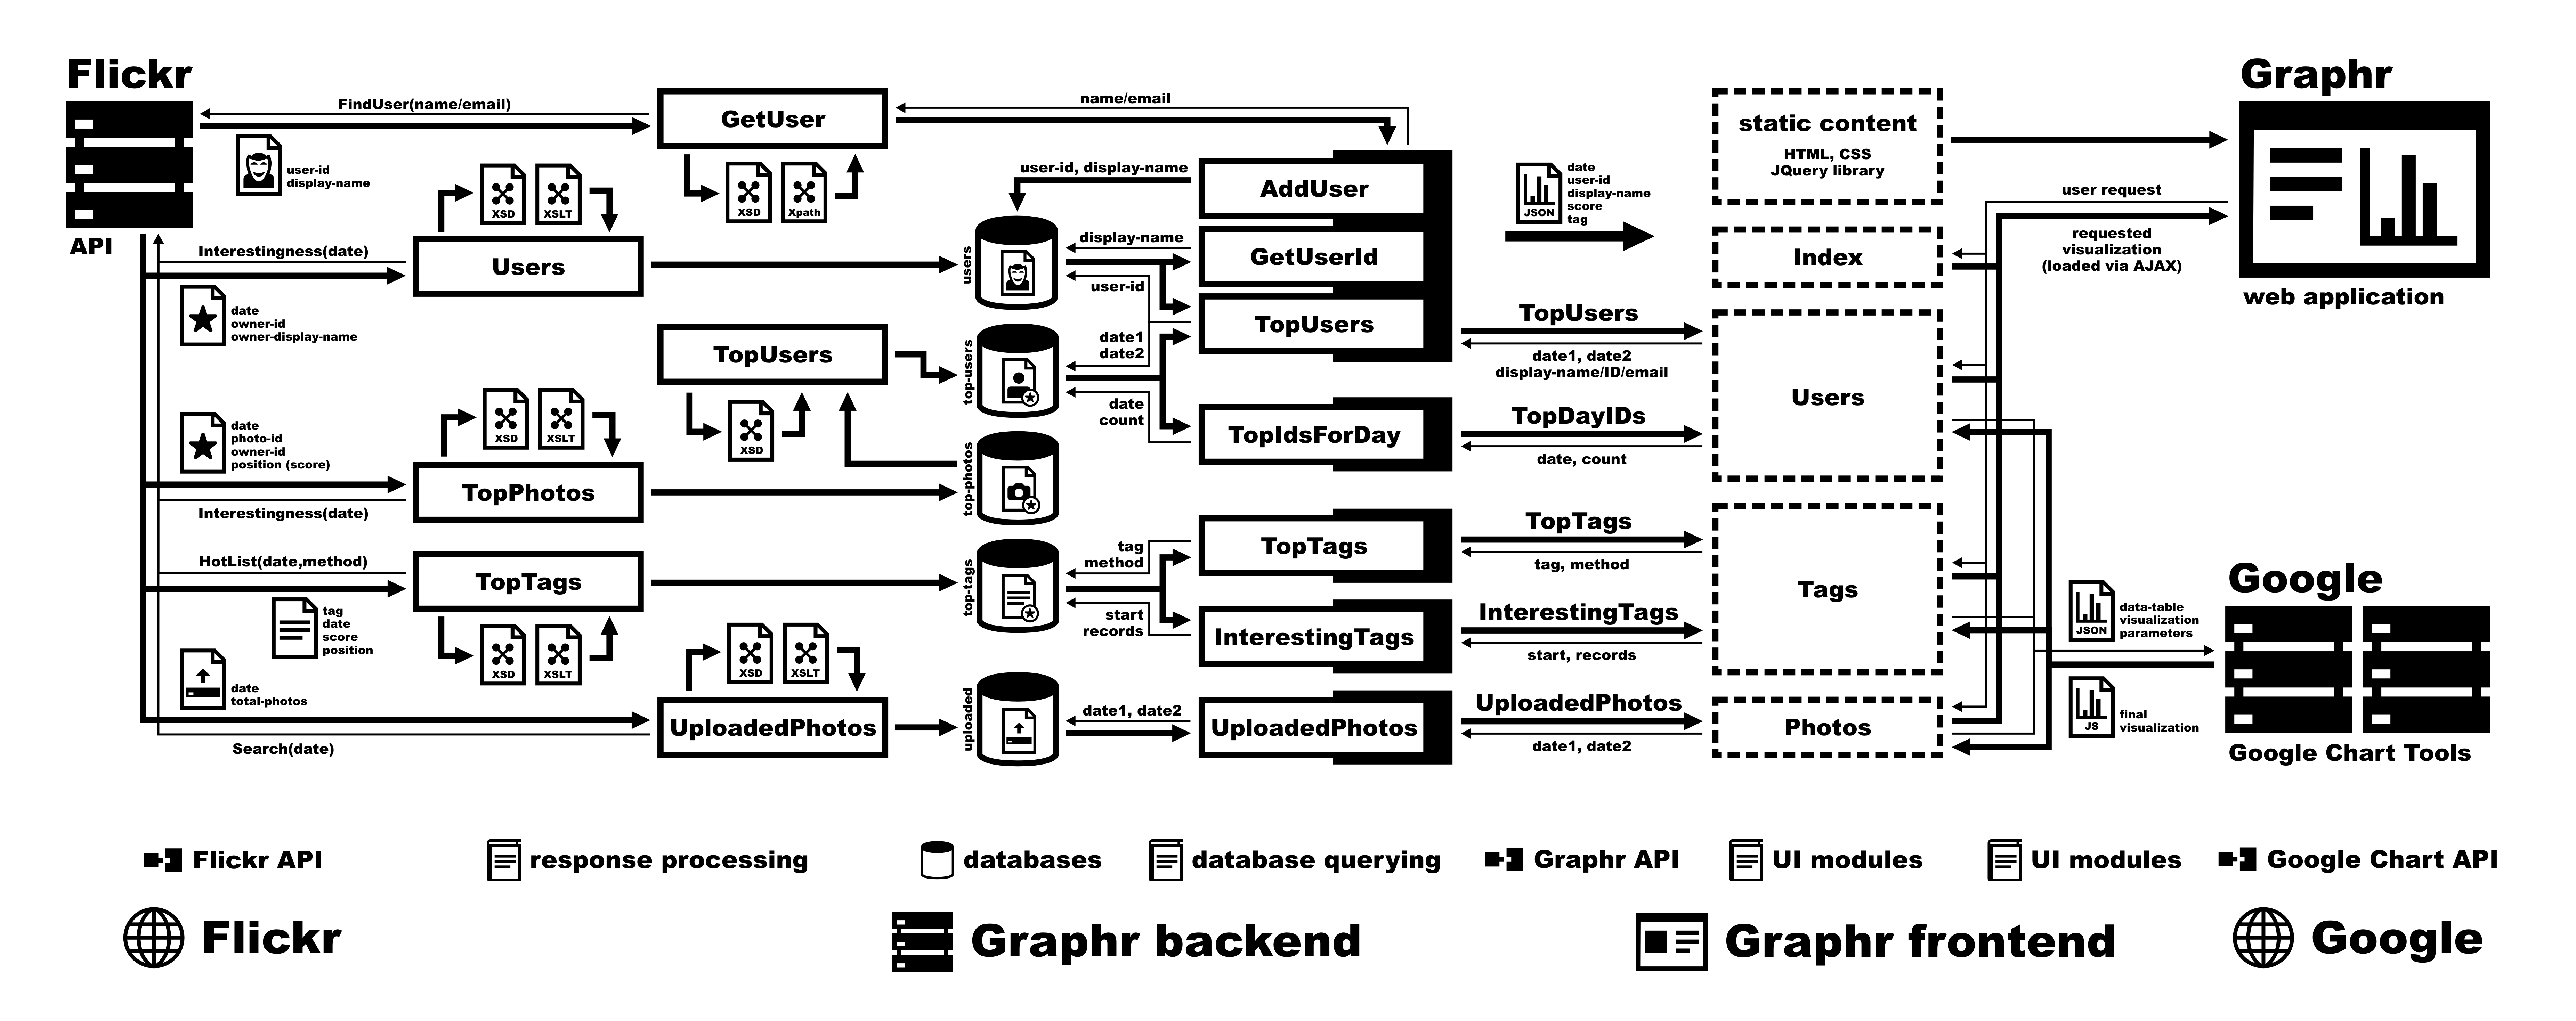 Flickr
API
FindUser(name/email)
user-id
display-name
Interestingness(date)
date
owner-id
owner-display-name
date
photo-id
owner-id
position (score)
Interestingness(date)
HotList(date,method)
tag
date
score
position
date
total-photos
Search(date)
XSD
XSLT
Users
XSD
XSLT
TopPhotos
TopTags
XSD
XSLT
GetUser
XSD
Xpath
TopUsers
XSD
XSD
XSLT
UploadedPhotos
name/email
user-id, display-name
users
top-users
top-photos
top-tags
uploaded
display-name
user-id
date1
date2
date
count
tag
method
start
records
date1, date2
AddUser
GetUserId
TopUsers
TopIdsForDay
TopTags
InterestingTags
UploadedPhotos
JSON
date
user-id
display-name
score
tag
TopUsers
date1, date2
display-name/ID/email
TopDayIDs
date, count
TopTags
tag, method
InterestingTags
start, records
UploadedPhotos
date1, date2
static content
HTML, CSS
JQuery library
Index
Users
Tags
Photos
Graphr
web application
user request
requested
visualization
(loaded via AJAX)
Google
Google Chart Tools
JSON
data-table
visualization
parameters
JS
final
visualization
Flickr API
response processing
databases
database querying
Graphr API
UI modules
UI modules
Google Chart API
Flickr
Graphr backend
Graphr frontend
Google